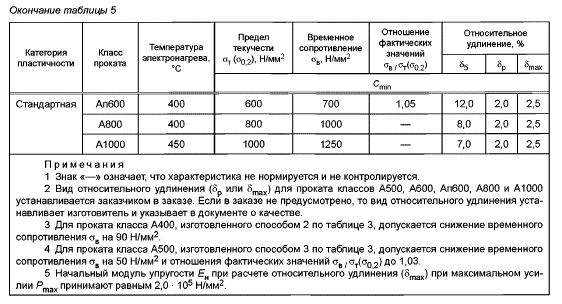 Окончание таблицы 5
Категория пластичности Класс проката Температура электронагрева, °С Предел текучести σт (σ0,2), Н/мм² Временное сопротивление σв, Н/мм² Отношение фактических значений σв / σт(σ0,2) Относительное удлинение, %
δ5 δр δmax
Cmin
Стандартная Ап600 400 600 700 1,05 12,0 2,0 2,5
А800 400 800 1000 — 8,0 2,0 2,5
А1000 450 1000 1250 — 7,0 2,0 2,5
Примечания
1 Знак «—» означает, что характеристика не нормируется и не контролируется.
2 Вид относительного удлинения (δр или δmax) для проката классов А500, А600, Ап600, А800 и А1000
устанавливается заказчиком в заказе. Если в заказе не предусмотрено, то вид относительного удлинения уста-
навливает изготовитель и указывает в документе о качестве.
3 Для проката класса А400, изготовленного способом 2 по таблице 3, допускается снижение временного
сопротивления σв на 90 Н/мм².
4 Для проката класса А500, изготовленного способом 3 по таблице 3, допускается снижение временного
сопротивления σв на 50 Н/мм² и отношения фактических значений σв / σт(σ0,2) до 1,03.
5 Начальный модуль упругости Eн при расчете относительного удлинения (δmax) при максимальном уси-
лии Pmax принимают равным 2,0 · 10⁵ Н/мм².